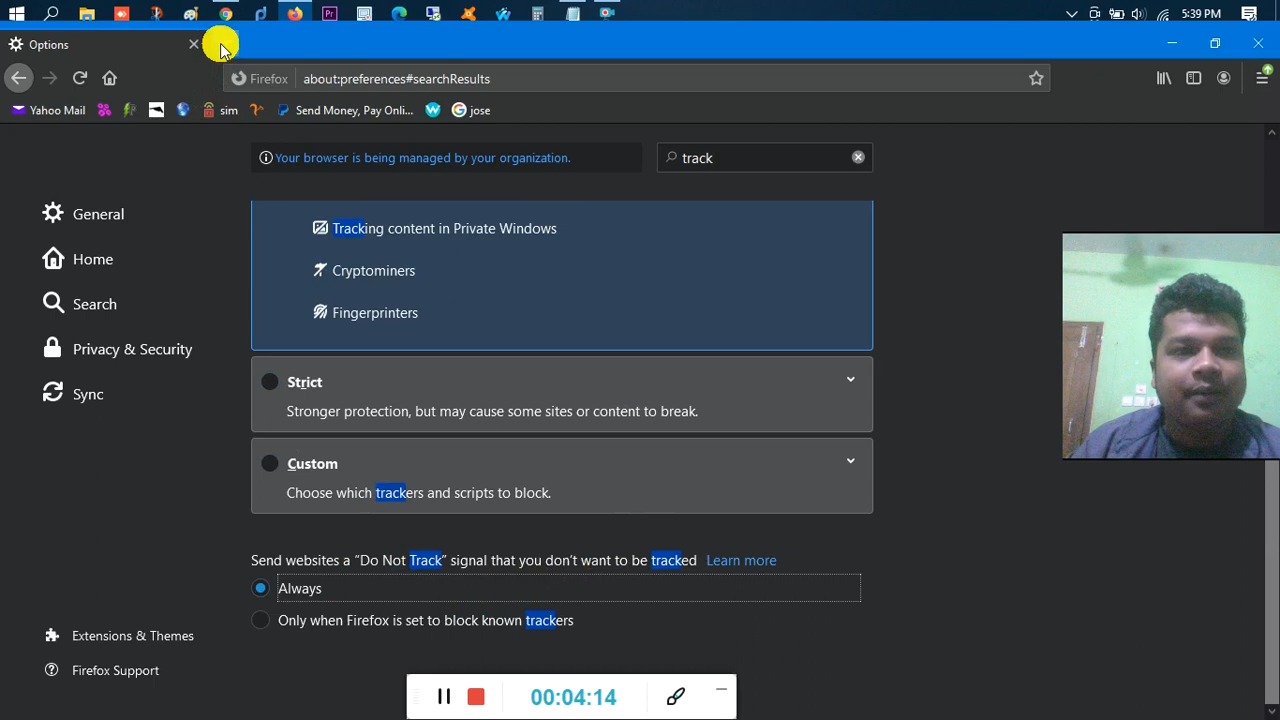 5:39 PM
Options
Firefox
about:preferences#searchResults
Yahoo Mail
sim
Send Money, Pay Onli...
jose
Your browser is being managed by your organization.
track
General
Home
Search
Privacy & Security
Sync
Tracking content in Private Windows
Cryptominers
Fingerprinters
Strict
Stronger protection, but may cause some sites or content to break.
Custom
Choose which trackers and scripts to block.
Send websites a “Do Not Track” signal that you don’t want to be tracked Learn more
Always
Only when Firefox is set to block known trackers
Extensions & Themes
Firefox Support
00:04:14